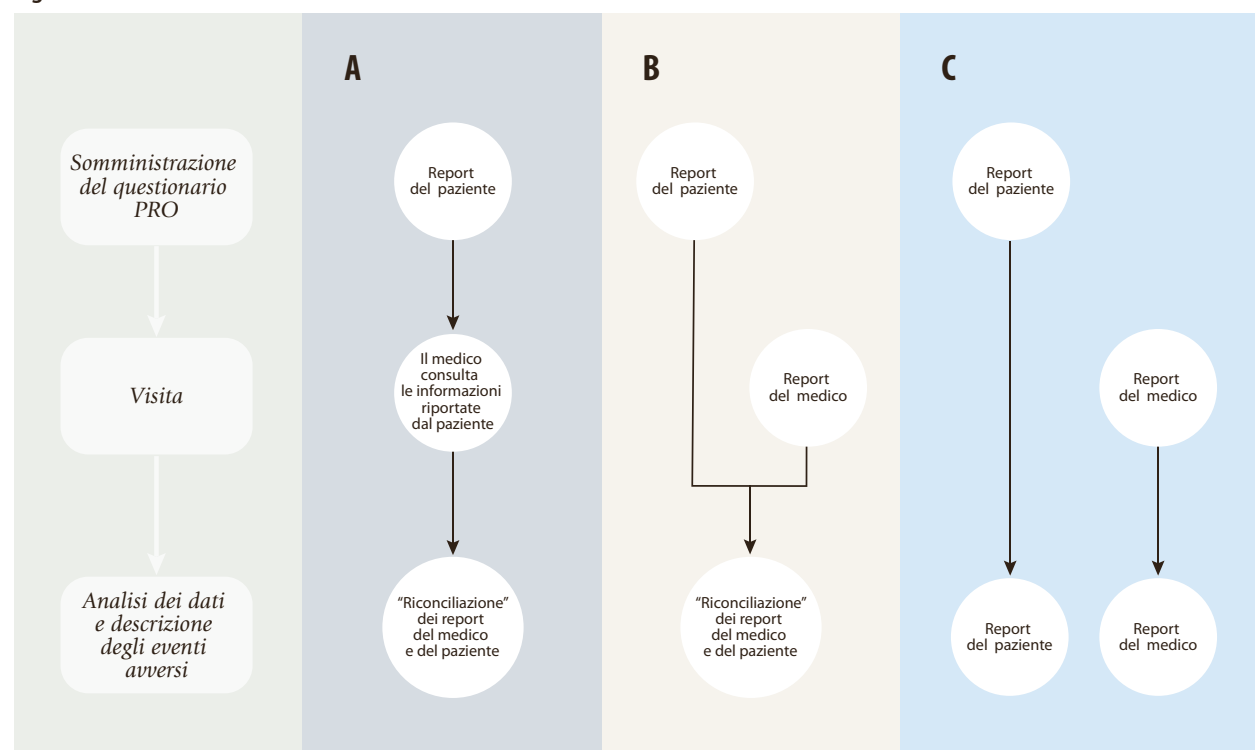 Somministrazione
del questionario
PRO
Visita
Analisi dei dati
e descrizione
degli eventi
avversi
A
Report
del paziente
Il medico
consulta
le informazioni
riportate
dal paziente
“Riconciliazione”
dei report
del medico
e del paziente
B
Report
del paziente
Report
del medico
“Riconciliazione”
dei report
del medico
e del paziente
C
Report
del paziente
Report
del medico
Report
del paziente
Report
del medico